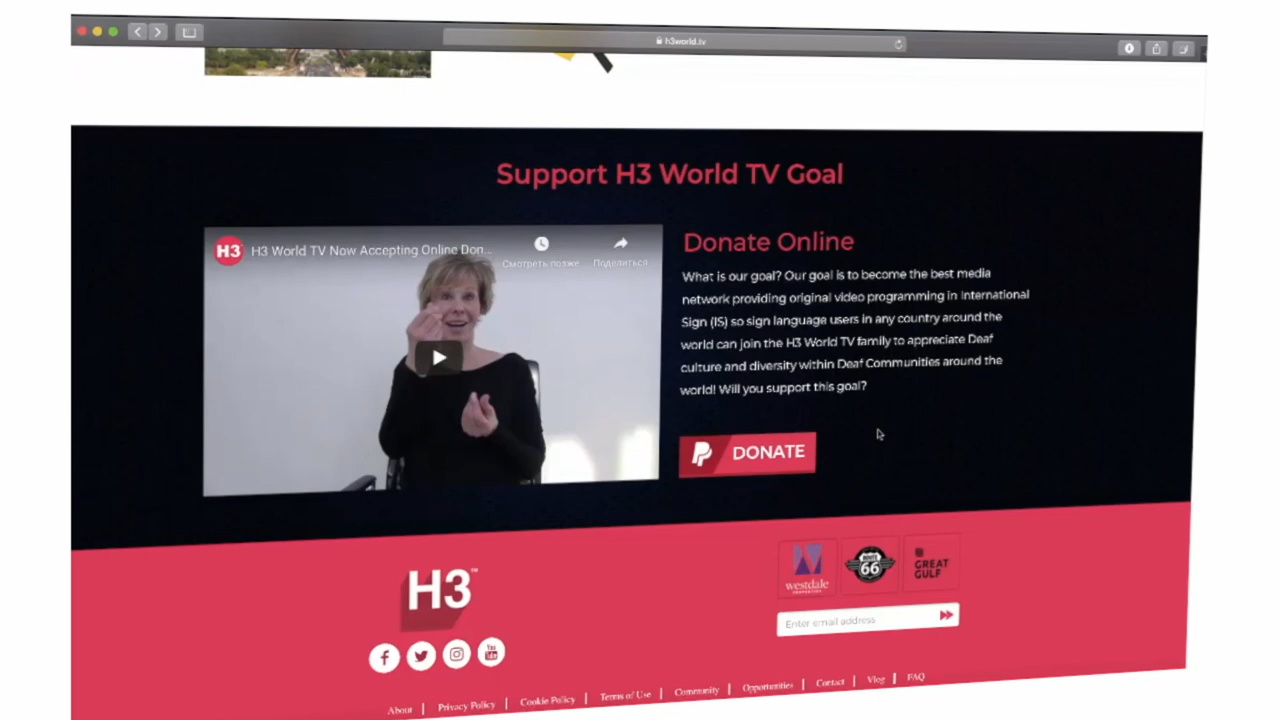 h3world.tv
Support H3 World TV Goal
H3 H3 World TV Now Accepting Online Don...
Смотреть позже
Поделиться
Donate Online
What is our goal? Our goal is to become the best media
network providing original video programming in International
Sign (IS) so sign language users in any country around the
world can join the H3 World TV family to appreciate Deaf
culture and diversity within Deaf Communities around the
world! Will you support this goal?
DONATE
H3™
westdale
PROPERTIES
ROUTE
66
GREAT
GULF
Enter email address
You
Tube
About | Privacy Policy | Cookie Policy | Terms of Use | Community | Opportunities | Contact | Vlog | FAQ